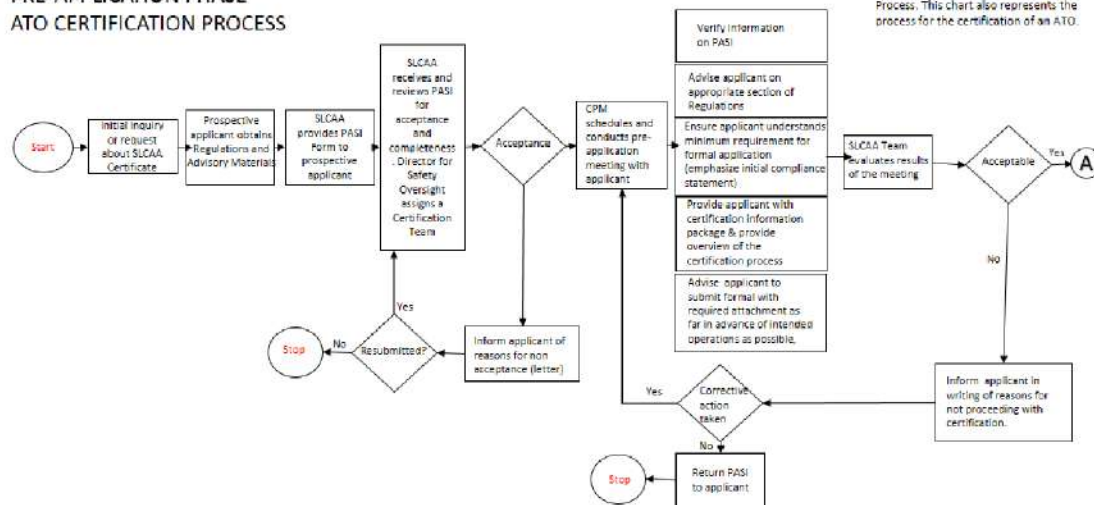 PRE-APPLICATION PHASE
ATO CERTIFICATION PROCESS
Process. This chart also represents the
process for the certification of an ATO.
Start
Initial inquiry
or request
about SLCAA
Certificate
Prospective
applicant obtains
Regulations and
Advisory Materials
SLCAA
provides PASI
Form to
prospective
applicant
SLCAA
receives and
reviews PASI
for
acceptance
and
completeness
. Director for
Safety
Oversight
assigns a
Certification
Team
Acceptance
CPM
schedules and
conducts pre-
application
meeting with
applicant
Verify Information
on PASI
Advise applicant on
appropriate section of
Regulations
Ensure applicant understands
minimum requirement for
formal application
(emphasize initial compliance
statement)
Provide applicant with
certification information
package & provide
overview of the
certification process
Advise applicant to
submit formal with
required attachment as
far in advance of intended
operations as possible,
SLCAA Team
evaluates results
of the meeting
Acceptable
Yes
A
No
Yes
Stop
No
Resubmitted?
Inform applicant of
reasons for non
acceptance (letter)
Yes
Corrective
action
taken
Inform applicant in
writing of reasons for
not proceeding with
certification.
No
Stop
Return PASI
to applicant